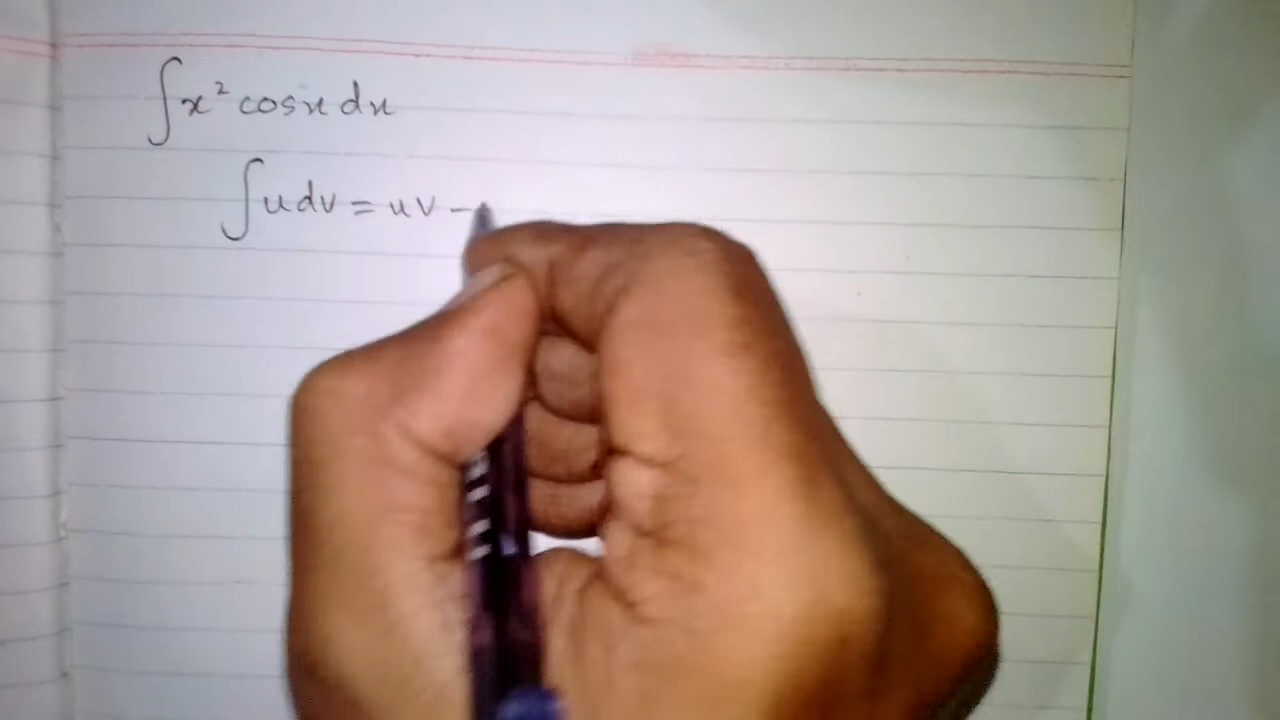 ∫x² cosx dx
∫u dv = uv −